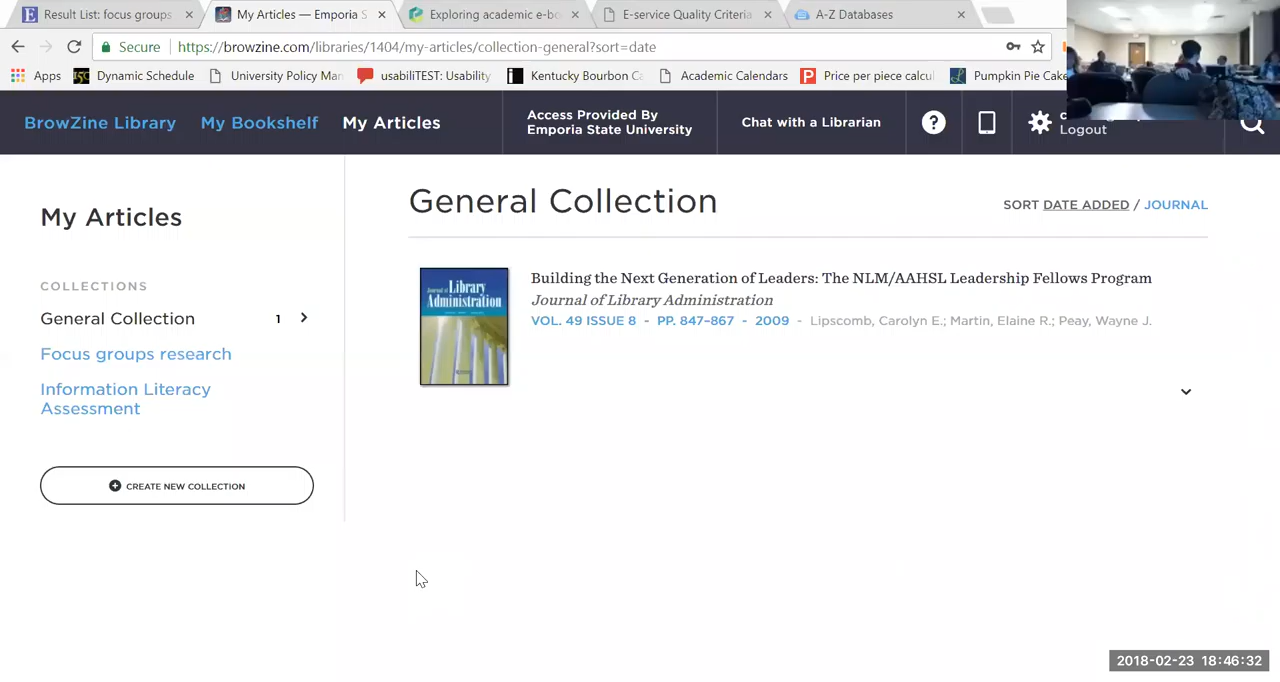 Result List: focus groups
My Articles — Emporia S
Exploring academic e-bo
E-service Quality Criteria
A-Z Databases
Secure
https://browzine.com/libraries/1404/my-articles/collection-general?sort=date
Apps
Dynamic Schedule
University Policy Man
usabiliTEST: Usability
Kentucky Bourbon Ca
Academic Calendars
Price per piece calcul
Pumpkin Pie Cake
BrowZine Library
My Bookshelf
My Articles
Access Provided By
Emporia State University
Chat with a Librarian
?
Logout
My Articles
COLLECTIONS
General Collection 1
Focus groups research
Information Literacy
Assessment
CREATE NEW COLLECTION
General Collection
SORT DATE ADDED / JOURNAL
Journal of
Library
Administration
Building the Next Generation of Leaders: The NLM/AAHSL Leadership Fellows Program
Journal of Library Administration
VOL. 49 ISSUE 8 - PP. 847–867 - 2009 - Lipscomb, Carolyn E.; Martin, Elaine R.; Peay, Wayne J.
2018-02-23 18:46:32